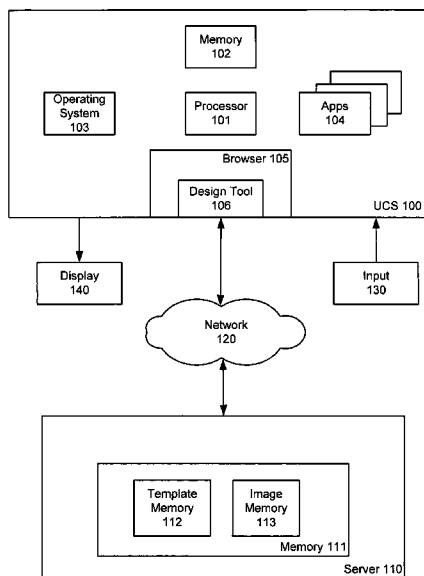 Memory
102
Operating
System
103
Processor
101
Apps
104
Browser 105
Design Tool
106
UCS 100
Display
140
Input
130
Network
120
Template
Memory
112
Image
Memory
113
Memory 111
Server 110